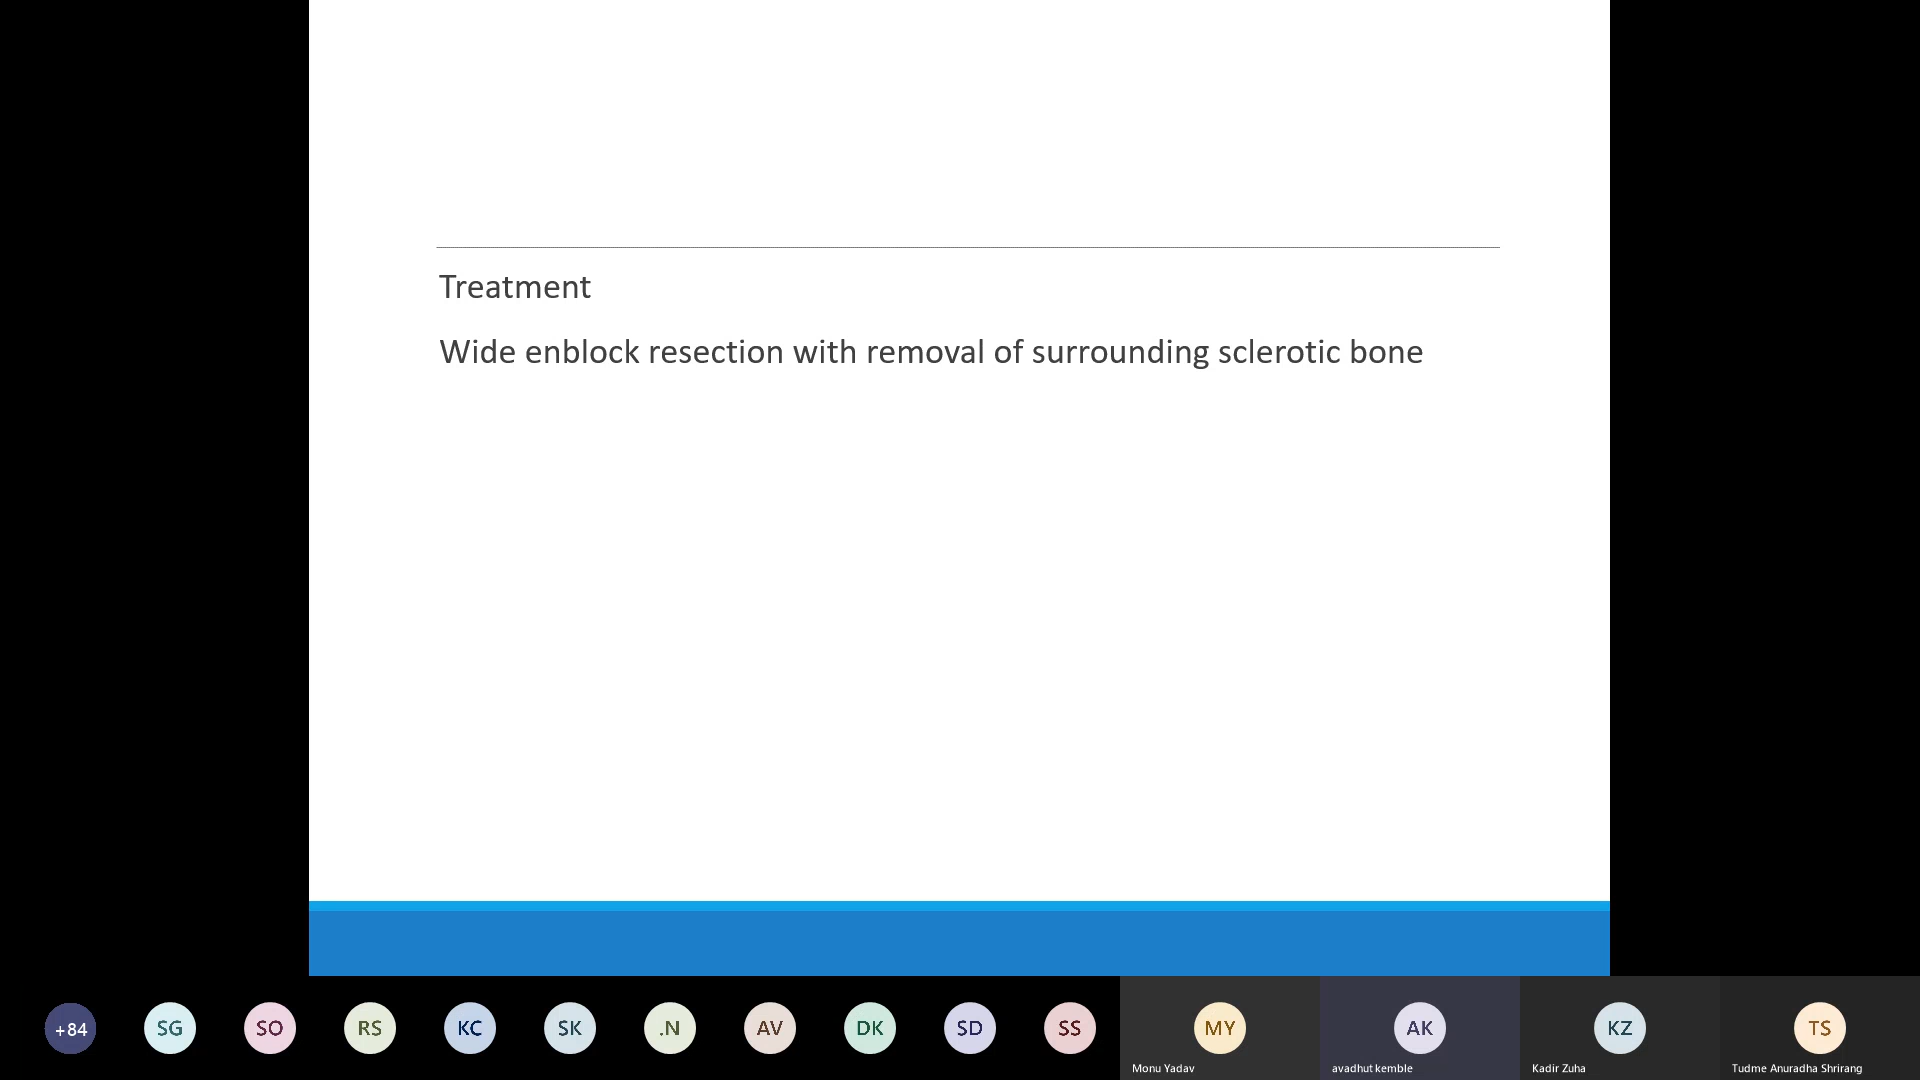 Treatment
Wide enblock resection with removal of surrounding sclerotic bone
+84
SG
SO
RS
KC
SK
.N
AV
DK
SD
SS
MY
AK
KZ
TS
Monu Yadav
avadhut kemble
Kadir Zuha
Tudme Anuradha Shrirang